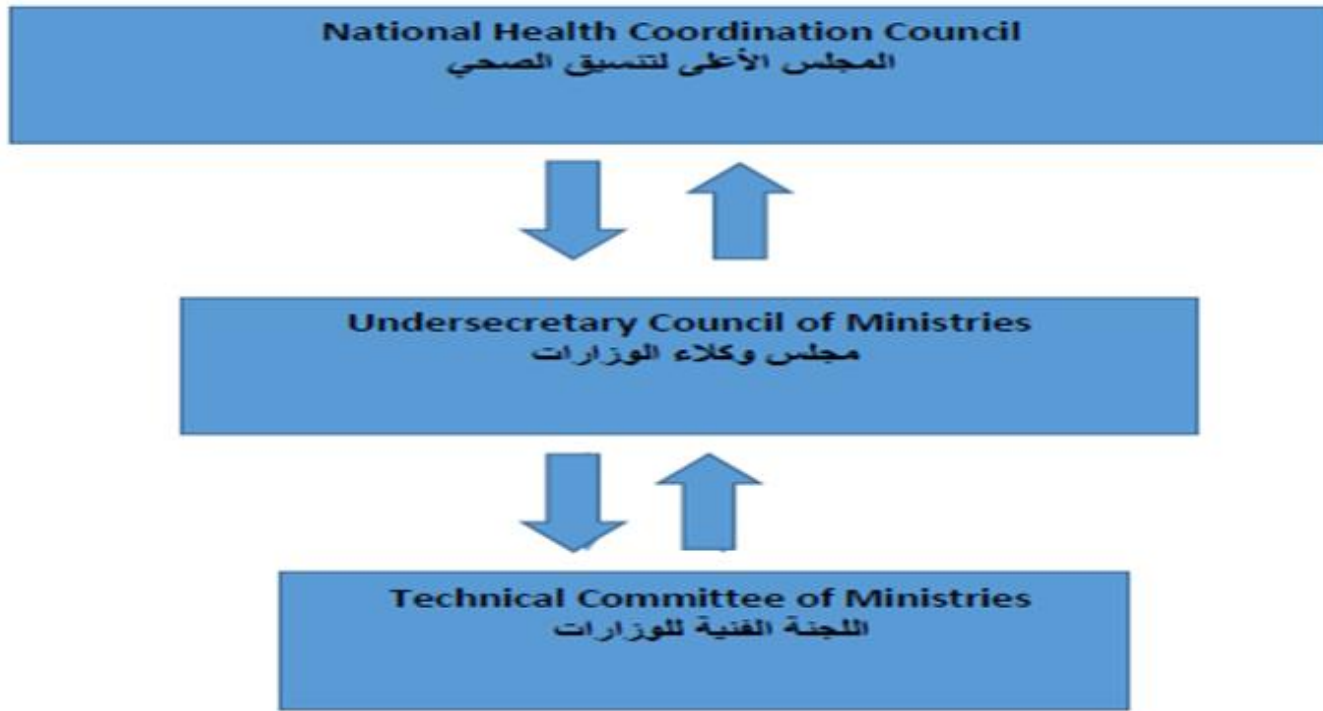 National Health Coordination Council
المجلس الأعلى لتنسيق الصحي
Undersecretary Council of Ministries
مجلس وكلاء الوزارات
Technical Committee of Ministries
اللجنة الفنية للوزارات